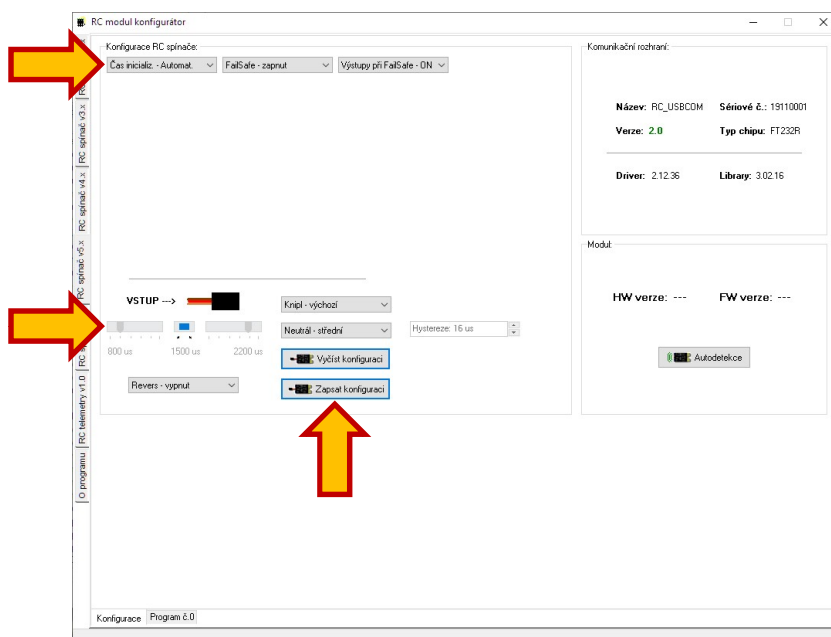 RC modul konfigurátor
Konfigurace RC spínače:
Čas inicializ. - Automat.
FailSafe - zapnut
Výstupy při FailSafe - ON
VSTUP --->
800 us
1500 us
2200 us
Revers - vypnut
Knipl - výchozí
Neutrál - střední
Hystereze: 16 us
Vyčíst konfiguraci
Zapsat konfiguraci
Komunikační rozhraní:
Název: RC_USBCOM
Sériové č.: 19110001
Verze: 2.0
Typ chipu: FT232R
Driver: 2.12.36
Library: 3.02.16
Modul:
HW verze: ---
FW verze: ---
Autodetekce
RC spínač v3.x
RC spínač v4.x
RC spínač v5.x
RC telemetry v1.0
O programu
Konfigurace
Program č.0